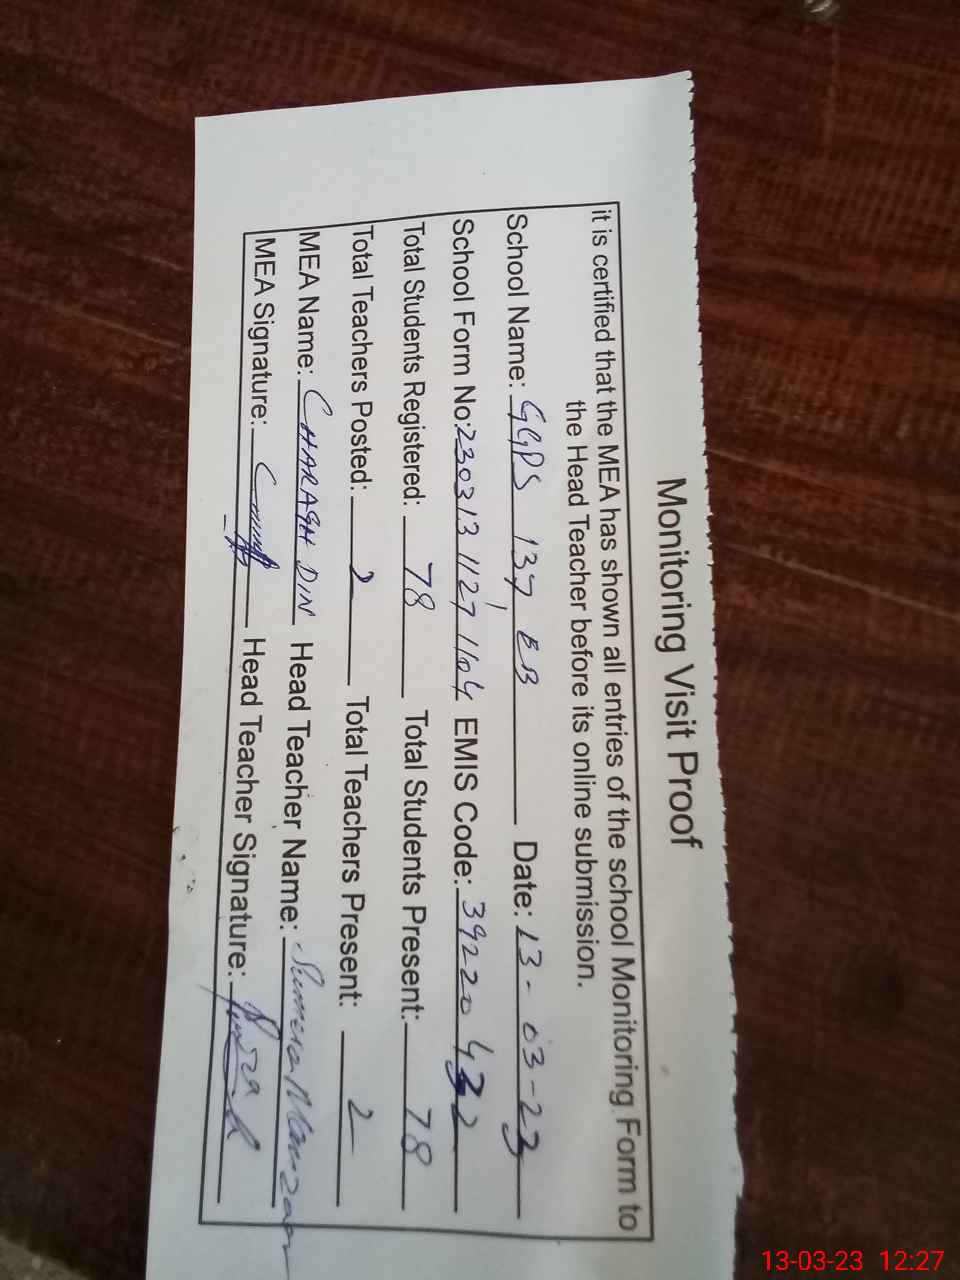 Monitoring Visit Proof
it is certified that the MEA has shown all entries of the school Monitoring Form to
the Head Teacher before its online submission.
School Name: GGPS 137, EB Date: 13-03-23
School Form No: 230313 1127 1104 EMIS Code: 39220 432
Total Students Registered: 78 Total Students Present: 78
Total Teachers Posted: 2 Total Teachers Present: 2
MEA Name: CHARAGH DIN Head Teacher Name: Sumera Manzoor
MEA Signature: Head Teacher Signature:
13-03-23 12:27